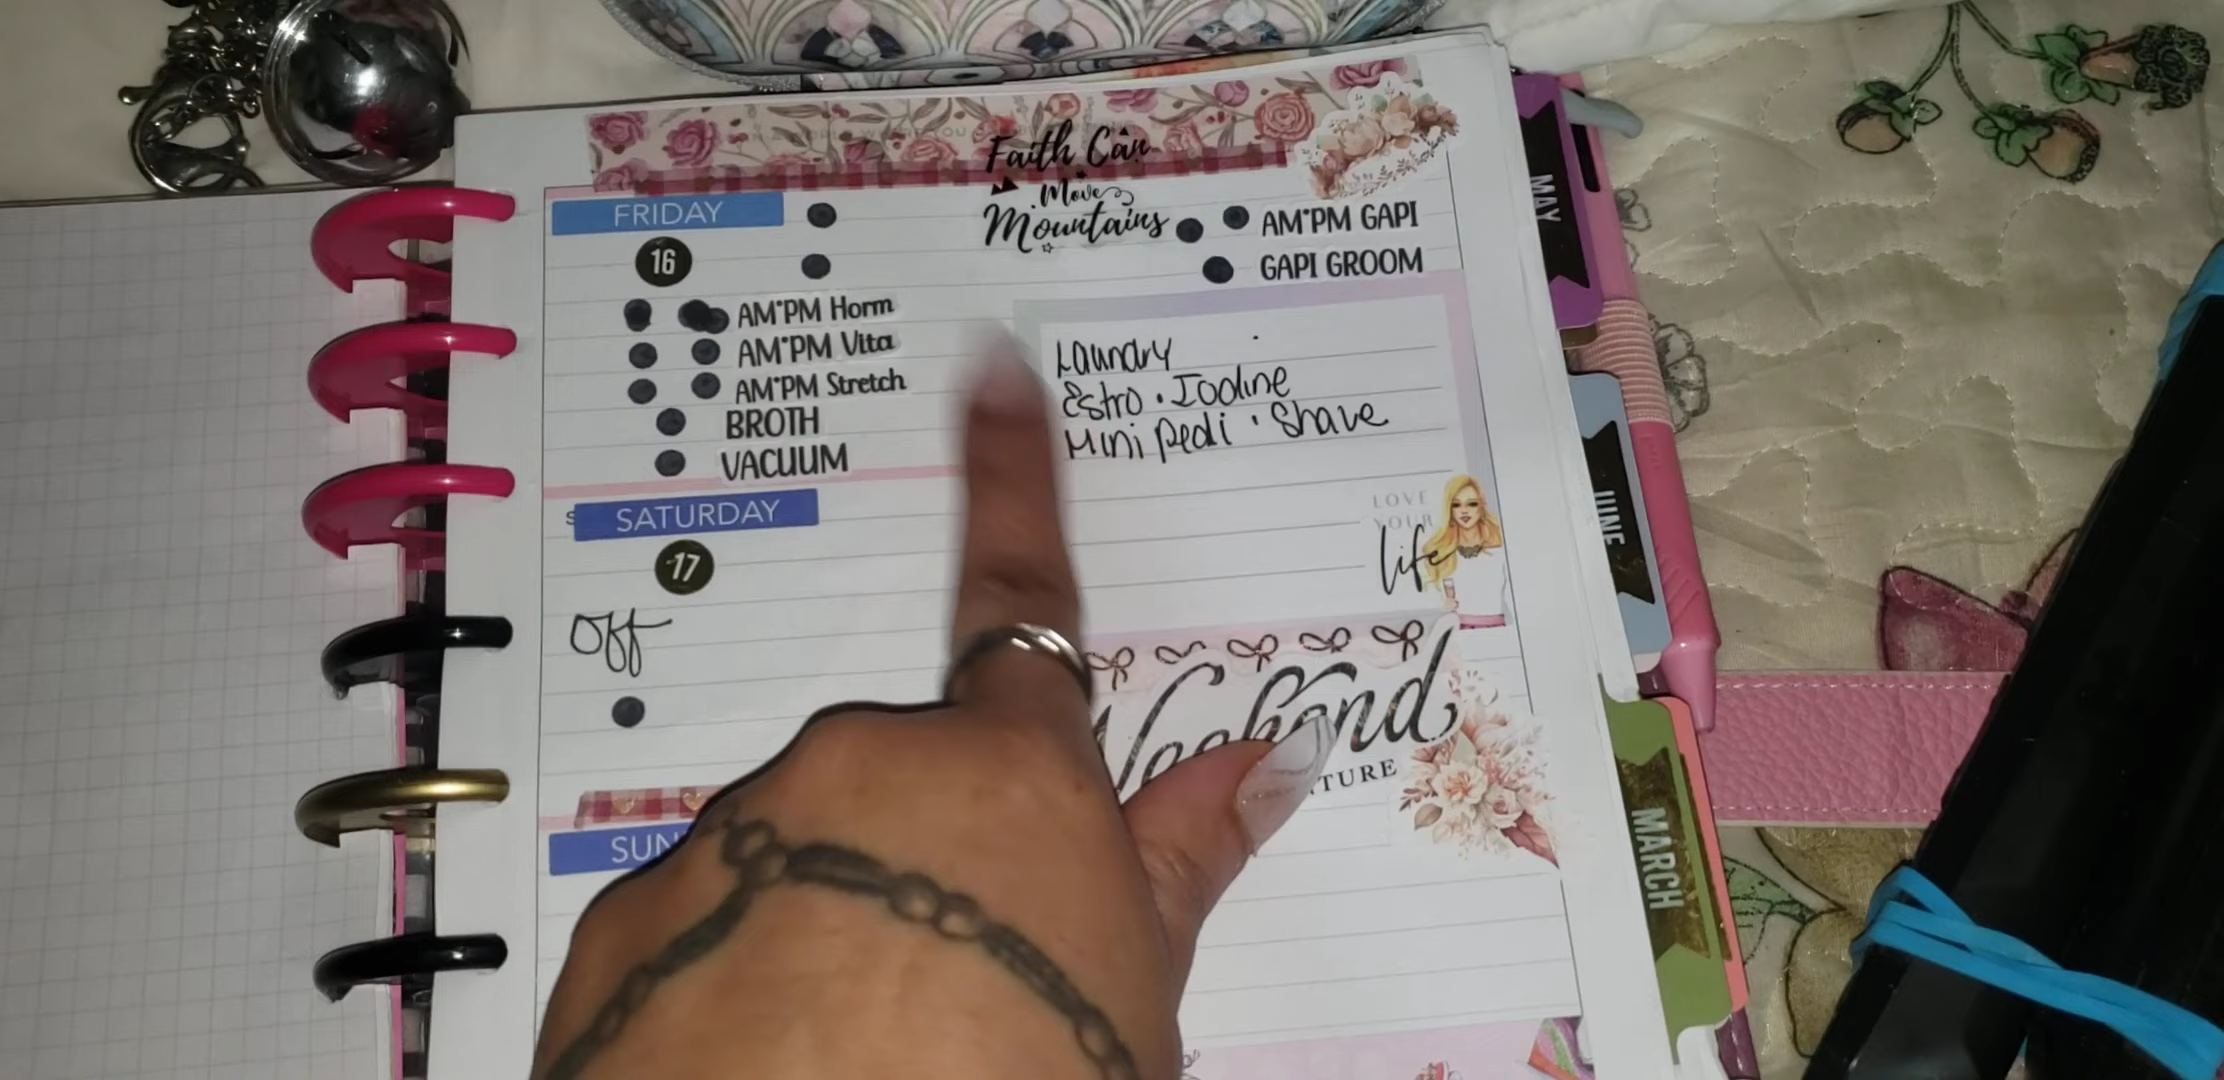 Faith Can
Move
Mountains
FRIDAY
16
AM*PM GAPI
GAPI GROOM
AM*PM Horm
AM*PM Vita
AM*PM Stretch
BROTH
VACUUM
Laundry
Estro . Iodine
Mini pedi . Shave
SATURDAY
17
Off
LOVE
YOUR
life
Weekend
TURE
SUN
MAY
JUNE
MARCH